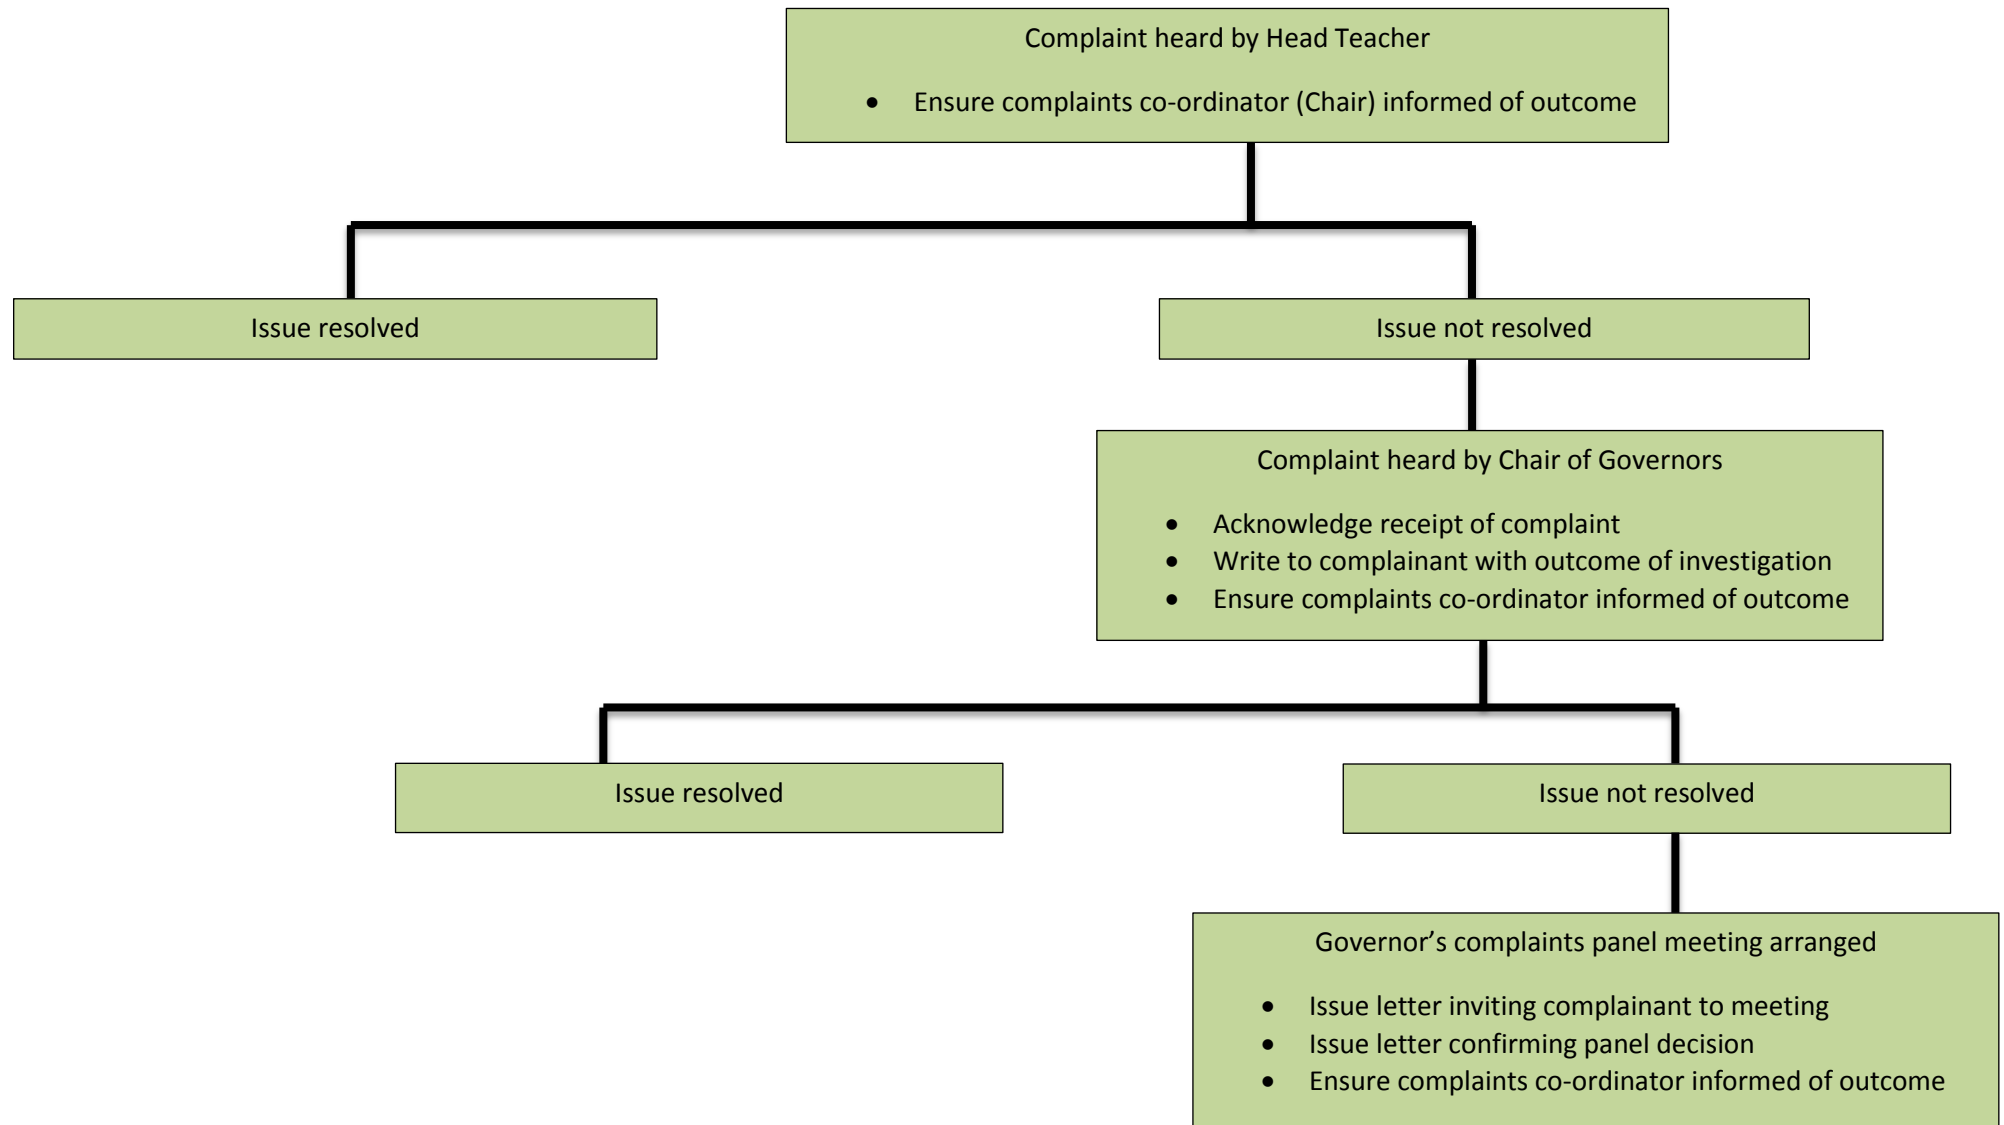 Complaint heard by Head Teacher
• Ensure complaints co-ordinator (Chair) informed of outcome
Issue resolved
Issue not resolved
Complaint heard by Chair of Governors
• Acknowledge receipt of complaint
• Write to complainant with outcome of investigation
• Ensure complaints co-ordinator informed of outcome
Issue resolved
Issue not resolved
Governor’s complaints panel meeting arranged
• Issue letter inviting complainant to meeting
• Issue letter confirming panel decision
• Ensure complaints co-ordinator informed of outcome